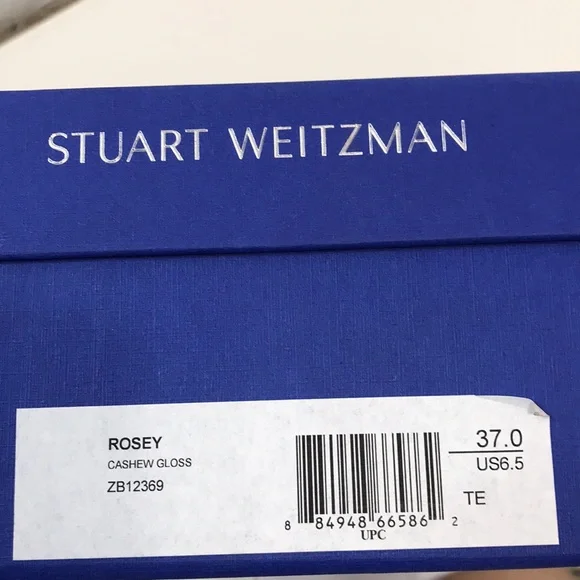 STUART WEITZMAN
ROSEY
CASHEW GLOSS
ZB12369
8 84948 66586 2
UPC
37.0
US6.5
TE